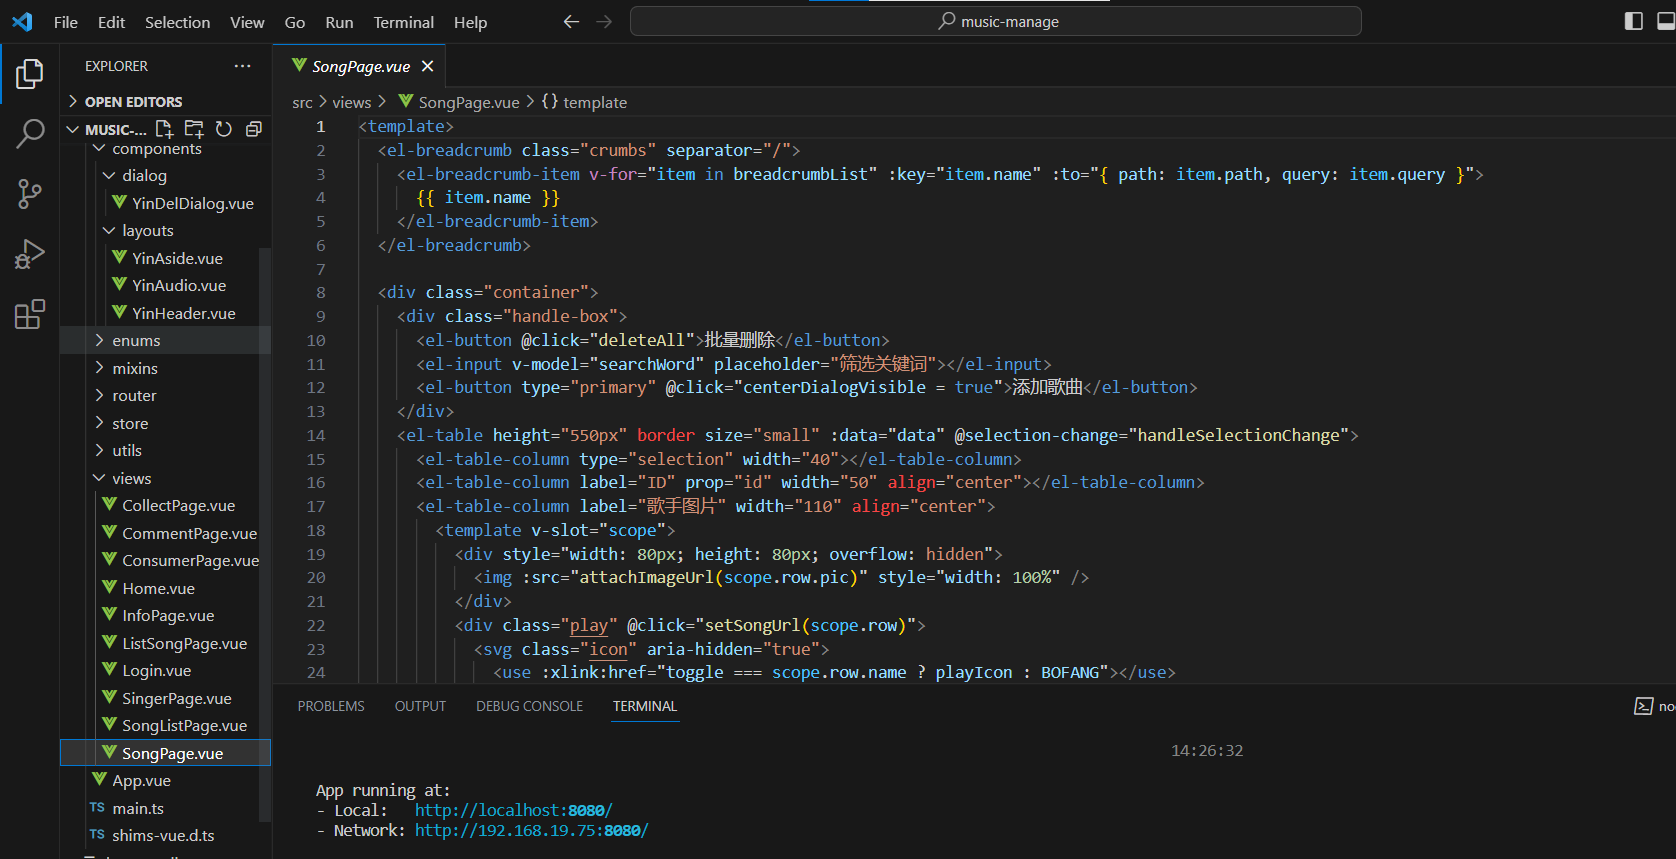 File Edit Selection View Go Run Terminal Help
music-manage
EXPLORER
OPEN EDITORS
MUSIC-...
components
dialog
YinDelDialog.vue
layouts
YinAside.vue
YinAudio.vue
YinHeader.vue
enums
mixins
router
store
utils
views
CollectPage.vue
CommentPage.vue
ConsumerPage.vue
Home.vue
InfoPage.vue
ListSongPage.vue
Login.vue
SingerPage.vue
SongListPage.vue
SongPage.vue
App.vue
TS main.ts
TS shims-vue.d.ts
SongPage.vue
src > views > SongPage.vue > {} template
1 <template>
2 <el-breadcrumb class="crumbs" separator="/">
3 <el-breadcrumb-item v-for="item in breadcrumbList" :key="item.name" :to="{ path: item.path, query: item.query }">
4 {{ item.name }}
5 </el-breadcrumb-item>
6 </el-breadcrumb>
7
8 <div class="container">
9 <div class="handle-box">
10 <el-button @click="deleteAll">批量删除</el-button>
11 <el-input v-model="searchWord" placeholder="筛选关键词"></el-input>
12 <el-button type="primary" @click="centerDialogVisible = true">添加歌曲</el-button>
13 </div>
14 <el-table height="550px" border size="small" :data="data" @selection-change="handleSelectionChange">
15 <el-table-column type="selection" width="40"></el-table-column>
16 <el-table-column label="ID" prop="id" width="50" align="center"></el-table-column>
17 <el-table-column label="歌手图片" width="110" align="center">
18 <template v-slot="scope">
19 <div style="width: 80px; height: 80px; overflow: hidden">
20 <img :src="attachImageUrl(scope.row.pic)" style="width: 100%" />
21 </div>
22 <div class="play" @click="setSongUrl(scope.row)">
23 <svg class="icon" aria-hidden="true">
24 <use :xlink:href="toggle === scope.row.name ? playIcon : BOFANG"></use>
PROBLEMS OUTPUT DEBUG CONSOLE TERMINAL
no
14:26:32
App running at:
- Local: http://localhost:8080/
- Network: http://192.168.19.75:8080/